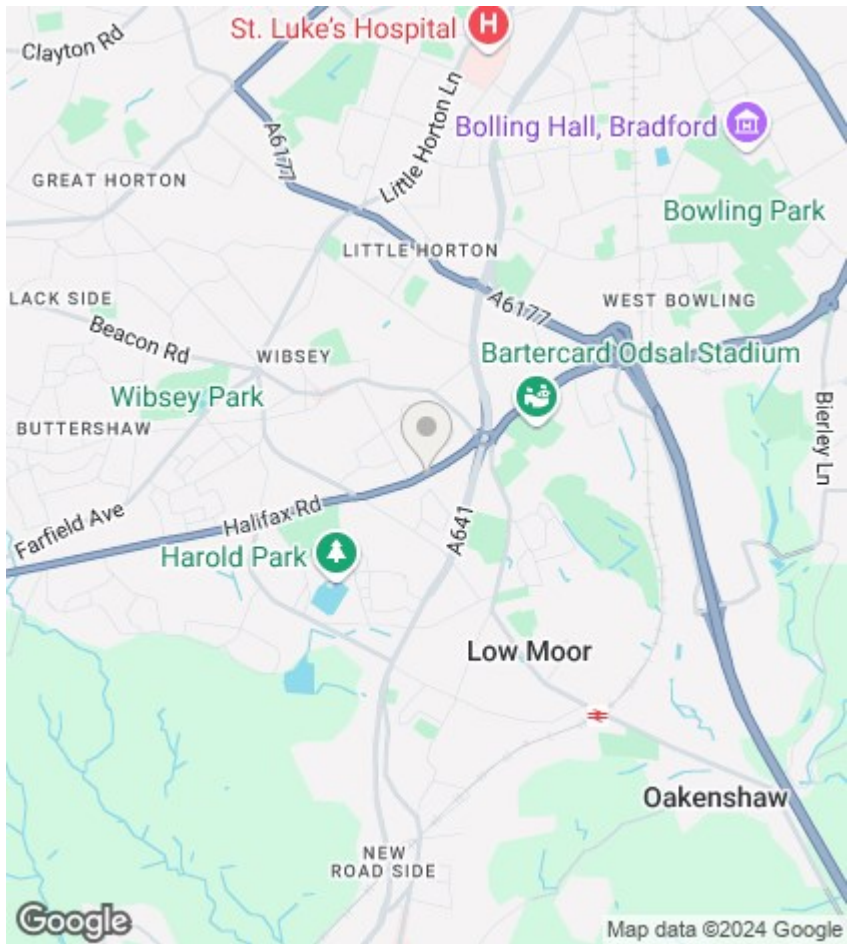 Clayton Rd
St. Luke's Hospital
H
A6177
Little Horton Ln
Bolling Hall, Bradford
GREAT HORTON
Bowling Park
LITTLE HORTON
LACK SIDE
A6177
WEST BOWLING
Beacon Rd
WIBSEY
Bartercard Odsal Stadium
Wibsey Park
BUTTERSHAW
Bierley Ln
Farfield Ave
Halifax Rd
A641
Harold Park
Low Moor
Oakenshaw
NEW
ROAD SIDE
Google
Map data ©2024 Google